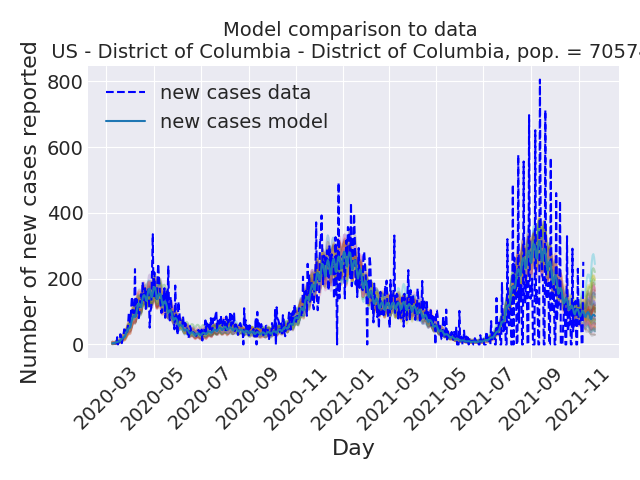 Model comparison to data
US - District of Columbia - District of Columbia, pop. = 7057
Number of new cases reported
800
600
400
200
0
new cases data
new cases model
2020-03
2020-05
2020-07
2020-09
2020-11
2021-01
2021-03
2021-05
2021-07
2021-09
2021-11
Day